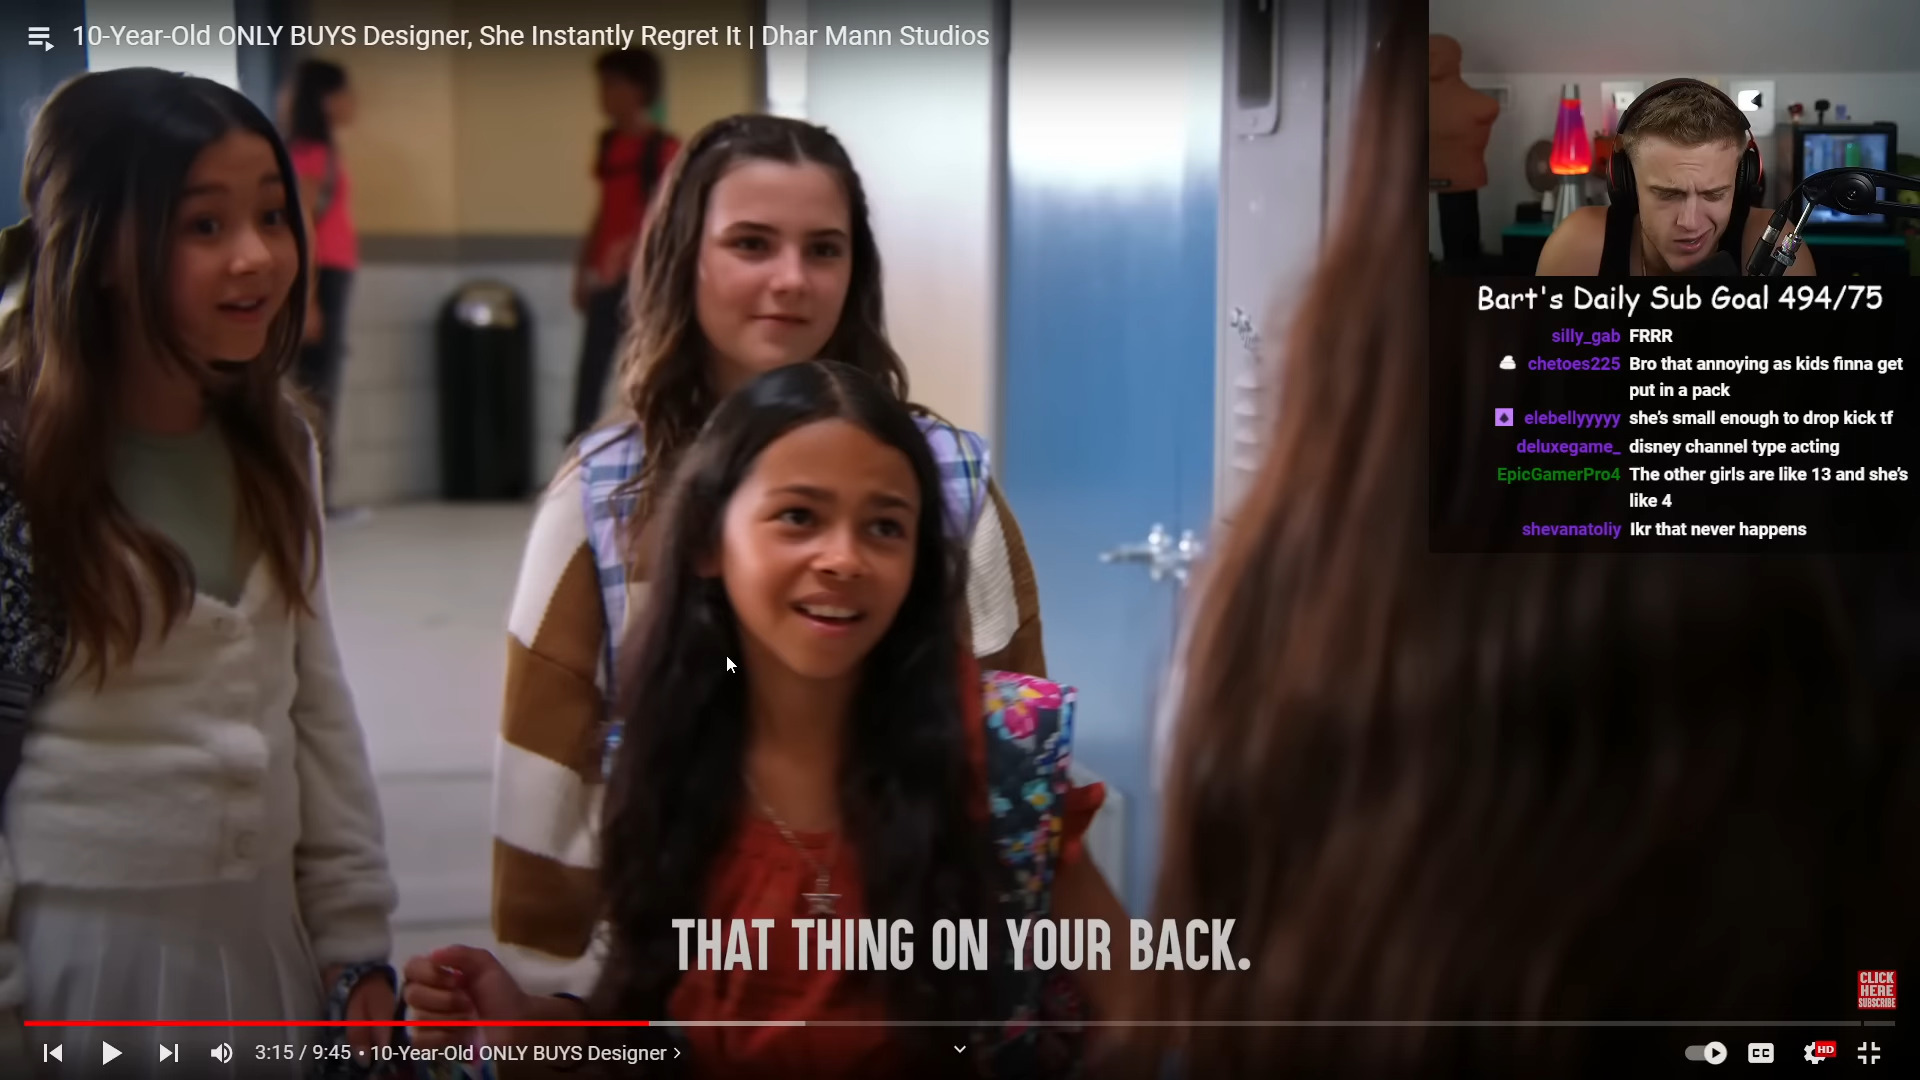 10-Year-Old ONLY BUYS Designer, She Instantly Regret It | Dhar Mann Studios
Bart's Daily Sub Goal 494/75
silly_gab FRRR
chetoes225 Bro that annoying as kids finna get
put in a pack
elebellyyyyy she's small enough to drop kick tf
deluxegame_ disney channel type acting
EpicGamerPro4 The other girls are like 13 and she's
like 4
shevanatoliy Ikr that never happens
THAT THING ON YOUR BACK.
CLICK
HERE
SUBSCRIBE
3:15 / 9:45 • 10-Year-Old ONLY BUYS Designer >
CC
HD